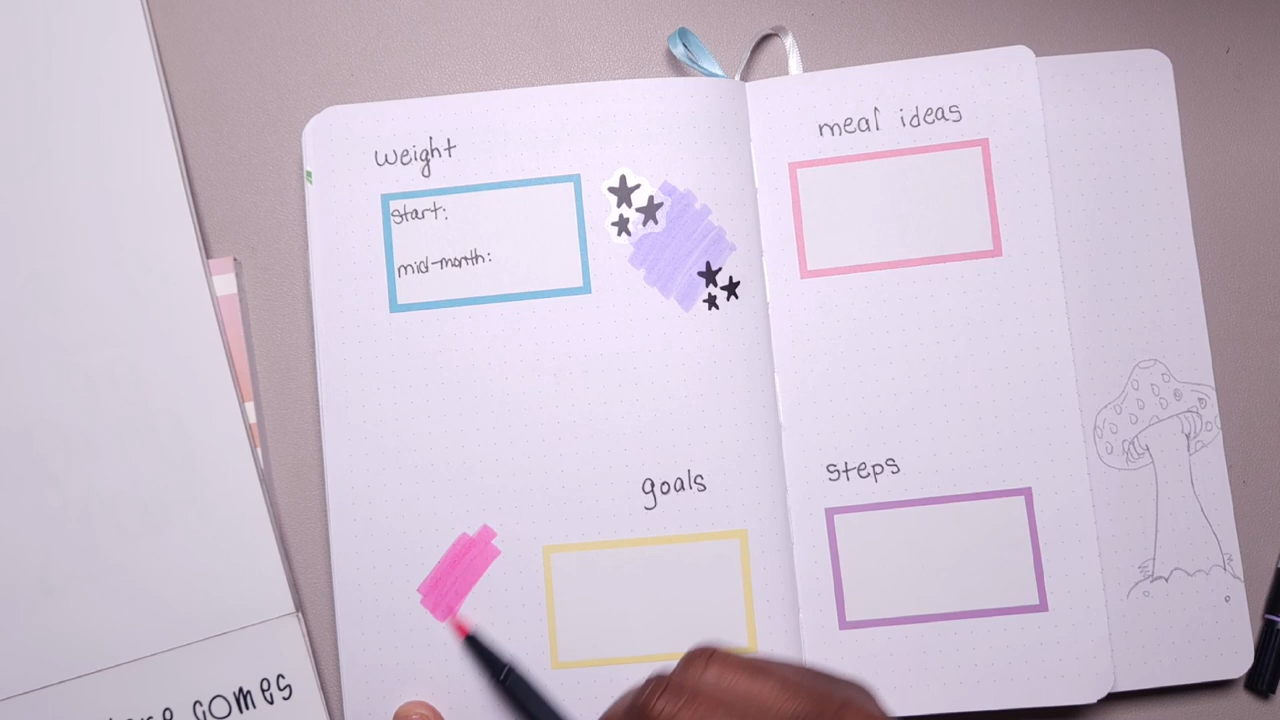 weight
start:
mid-month:
goals
meal ideas
steps
comes